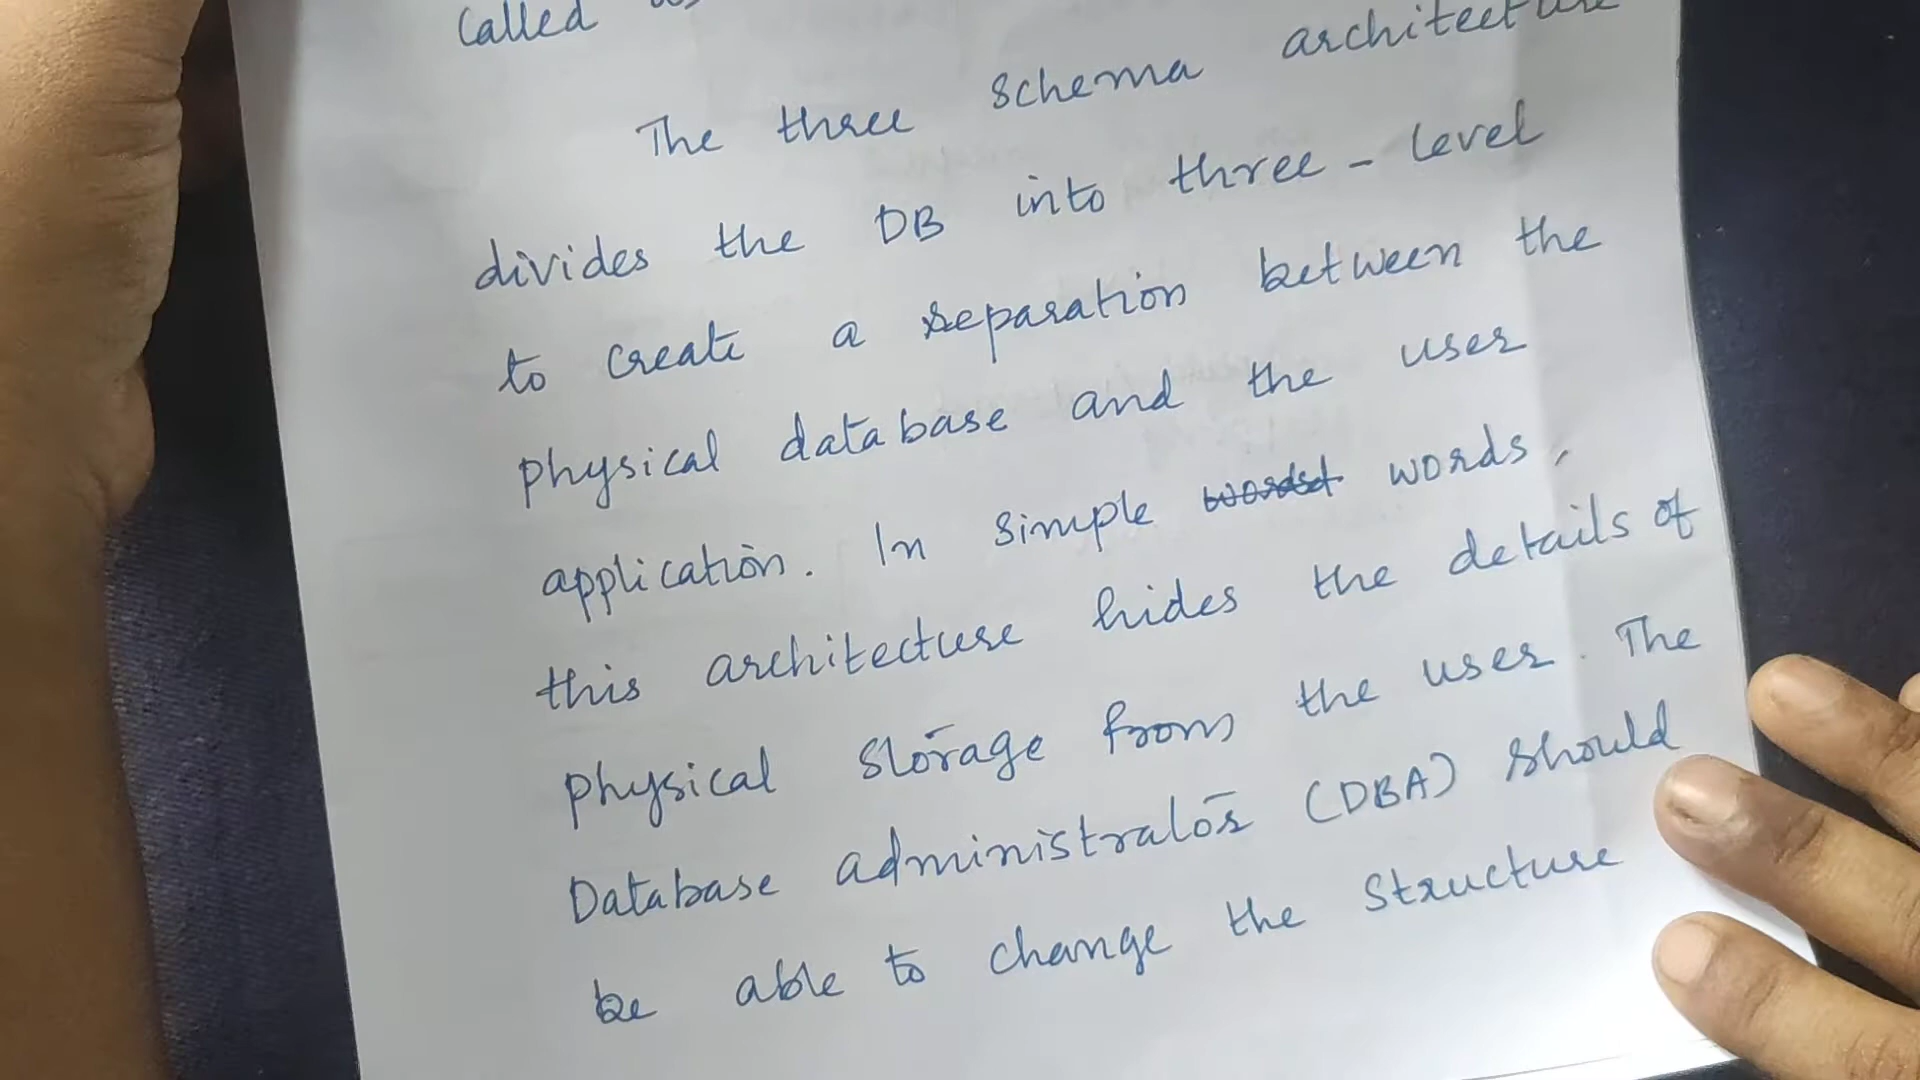 called
The three schema architecture
divides the DB into three - level
to create a separation between the
physical database and the user
application. In simple words,
this architecture hides the details of
physical storage from the user. The
Database administrator (DBA) should
be able to change the structure